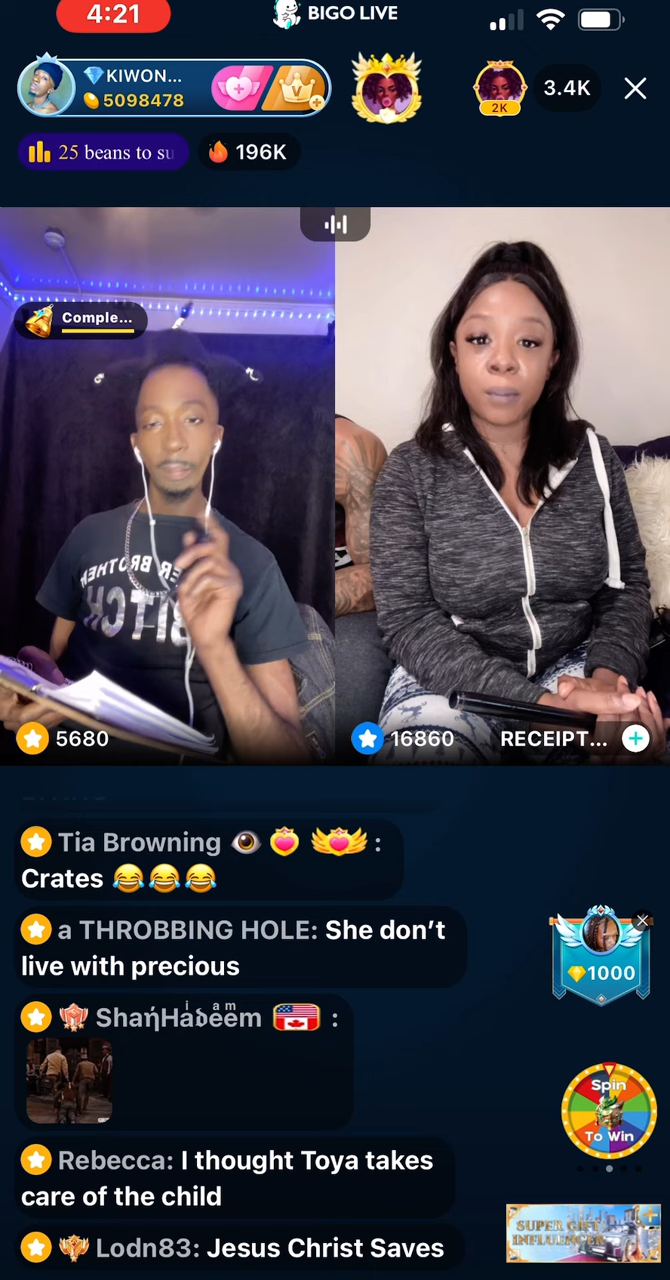 4:21
BIGO LIVE
KIWON...
5098478
2K
3.4K
25 beans to su
196K
Comple...
5680
16860
RECEIPT...
Tia Browning 👁 :
Crates 😂😂😂
a THROBBING HOLE: She don’t
live with precious
1000
Rebecca: I thought Toya takes
care of the child
Spin
To Win
Lodn83: Jesus Christ Saves
SUPER GIFT
INFLUENCER